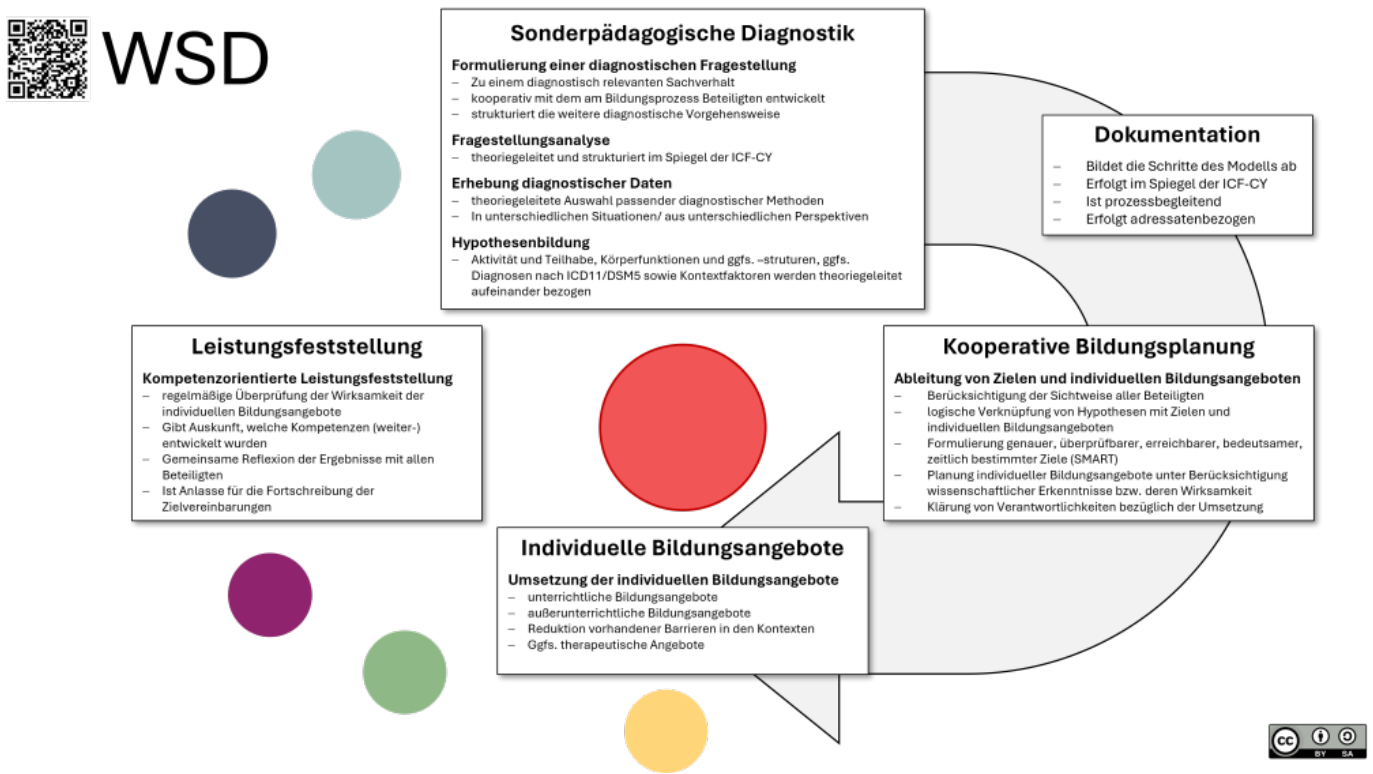 WSD
Sonderpädagogische Diagnostik
Formulierung einer diagnostischen Fragestellung
– Zu einem diagnostisch relevanten Sachverhalt
– kooperativ mit dem am Bildungsprozess Beteiligten entwickelt
– strukturiert die weitere diagnostische Vorgehensweise
Fragestellungsanalyse
– theoriegeleitet und strukturiert im Spiegel der ICF-CY
Erhebung diagnostischer Daten
– theoriegeleitete Auswahl passender diagnostischer Methoden
– In unterschiedlichen Situationen/ aus unterschiedlichen Perspektiven
Hypothesenbildung
– Aktivität und Teilhabe, Körperfunktionen und ggfs. –struturen, ggfs.
Diagnosen nach ICD11/DSM5 sowie Kontextfaktoren werden theoriegeleitet
aufeinander bezogen
Dokumentation
– Bildet die Schritte des Modells ab
– Erfolgt im Spiegel der ICF-CY
– Ist prozessbegleitend
– Erfolgt adressatenbezogen
Leistungsfeststellung
Kompetenzorientierte Leistungsfeststellung
– regelmäßige Überprüfung der Wirksamkeit der
individuellen Bildungsangebote
– Gibt Auskunft, welche Kompetenzen (weiter-)
entwickelt wurden
– Gemeinsame Reflexion der Ergebnisse mit allen
Beteiligten
– Ist Anlasse für die Fortschreibung der
Zielvereinbarungen
Kooperative Bildungsplanung
Ableitung von Zielen und individuellen Bildungsangeboten
– Berücksichtigung der Sichtweise aller Beteiligten
– logische Verknüpfung von Hypothesen mit Zielen und
individuellen Bildungsangeboten
– Formulierung genauer, überprüfbarer, erreichbarer, bedeutsamer,
zeitlich bestimmter Ziele (SMART)
– Planung individueller Bildungsangebote unter Berücksichtigung
wissenschaftlicher Erkenntnisse bzw. deren Wirksamkeit
– Klärung von Verantwortlichkeiten bezüglich der Umsetzung
Individuelle Bildungsangebote
Umsetzung der individuellen Bildungsangebote
– unterrichtliche Bildungsangebote
– außerunterrichtliche Bildungsangebote
– Reduktion vorhandener Barrieren in den Kontexten
– Ggfs. therapeutische Angebote
cc BY SA